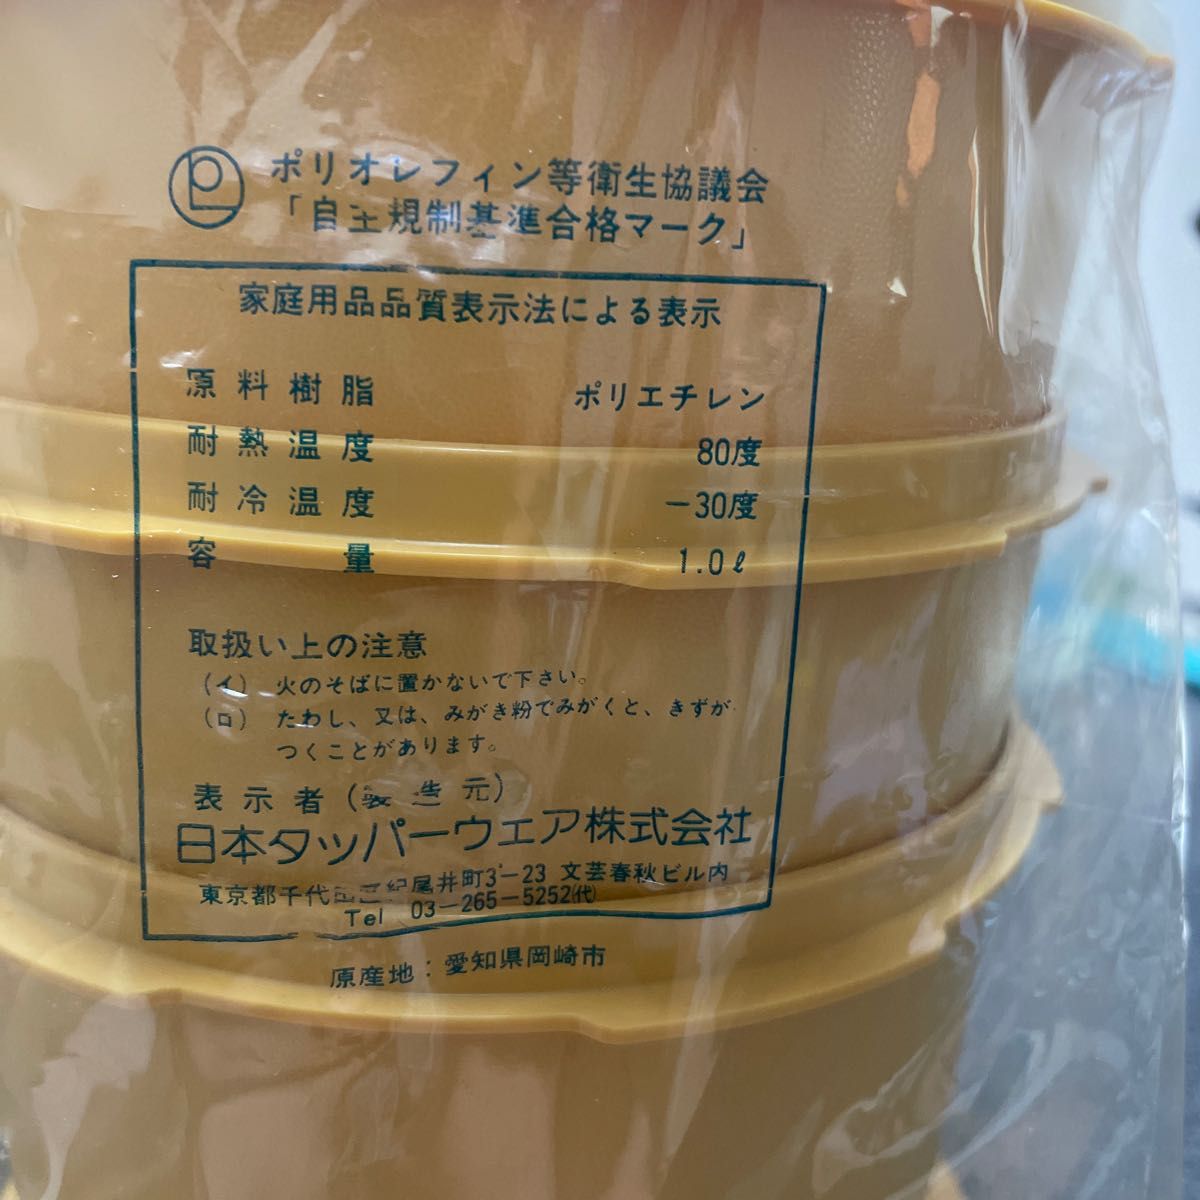 ポリオレフィン等衛生協議会
「自主規制基準合格マーク」
家庭用品品質表示法による表示
原料樹脂 ポリエチレン
耐熱温度 80度
耐冷温度 −30度
容量 1.0ℓ
取扱い上の注意
(イ) 火のそばに置かないで下さい。
(ロ) たわし、又は、みがき粉でみがくと、きずが
つくことがあります。
表示者(製造元)
日本タッパーウェア株式会社
東京都千代田区紀尾井町3−23 文芸春秋ビル内
Tel 03−265−5252(代)
原産地:愛知県岡崎市